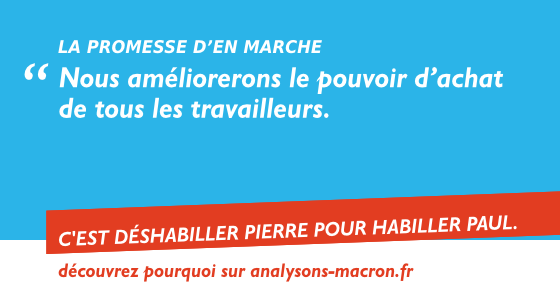 LA PROMESSE D’EN MARCHE
“ Nous améliorerons le pouvoir d’achat
de tous les travailleurs.
C'EST DÉSHABILLER PIERRE POUR HABILLER PAUL.
découvrez pourquoi sur analysons-macron.fr